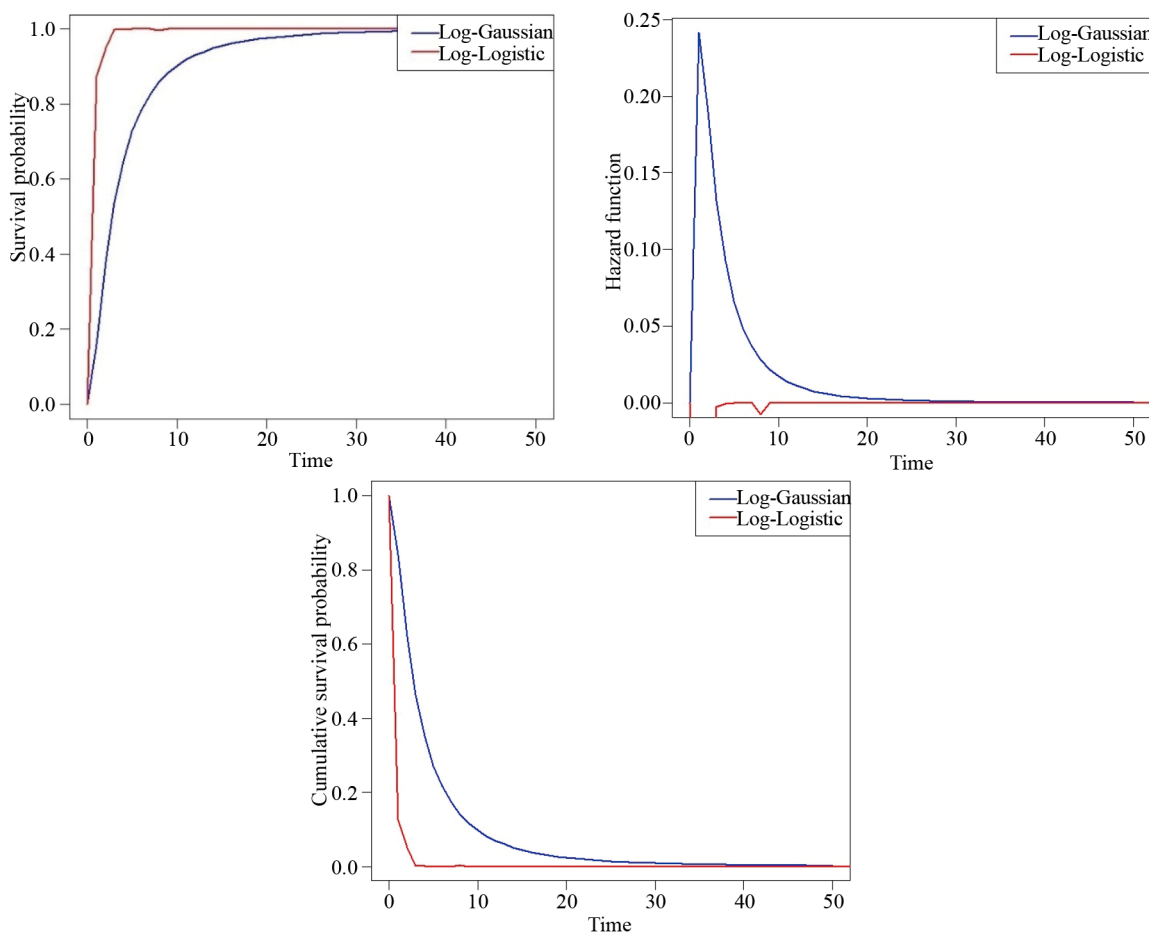 Log-Gaussian
Log-Logistic
Survival probability
1.0
0.8
0.6
0.4
0.2
0.0
0 10 20 30 40 50
Time
Log-Gaussian
Log-Logistic
Hazard function
0.25
0.20
0.15
0.10
0.05
0.00
0 10 20 30 40 50
Time
Log-Gaussian
Log-Logistic
Cumulative survival probability
1.0
0.8
0.6
0.4
0.2
0.0
0 10 20 30 40 50
Time